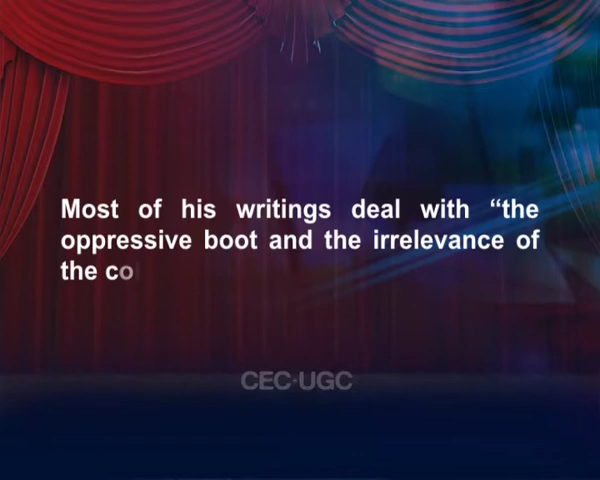 Most of his writings deal with “the
oppressive boot and the irrelevance of
the co
CEC-UGC